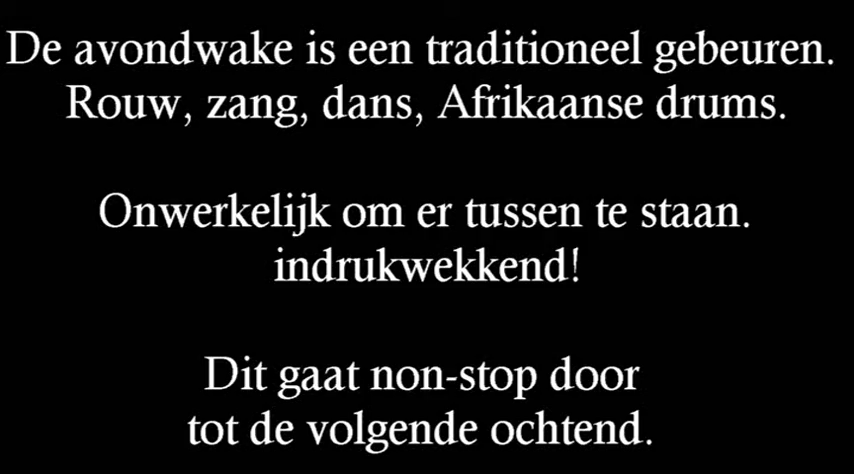 De avondwake is een traditioneel gebeuren.
Rouw, zang, dans, Afrikaanse drums.
Onwerkelijk om er tussen te staan.
indrukwekkend!
Dit gaat non-stop door
tot de volgende ochtend.